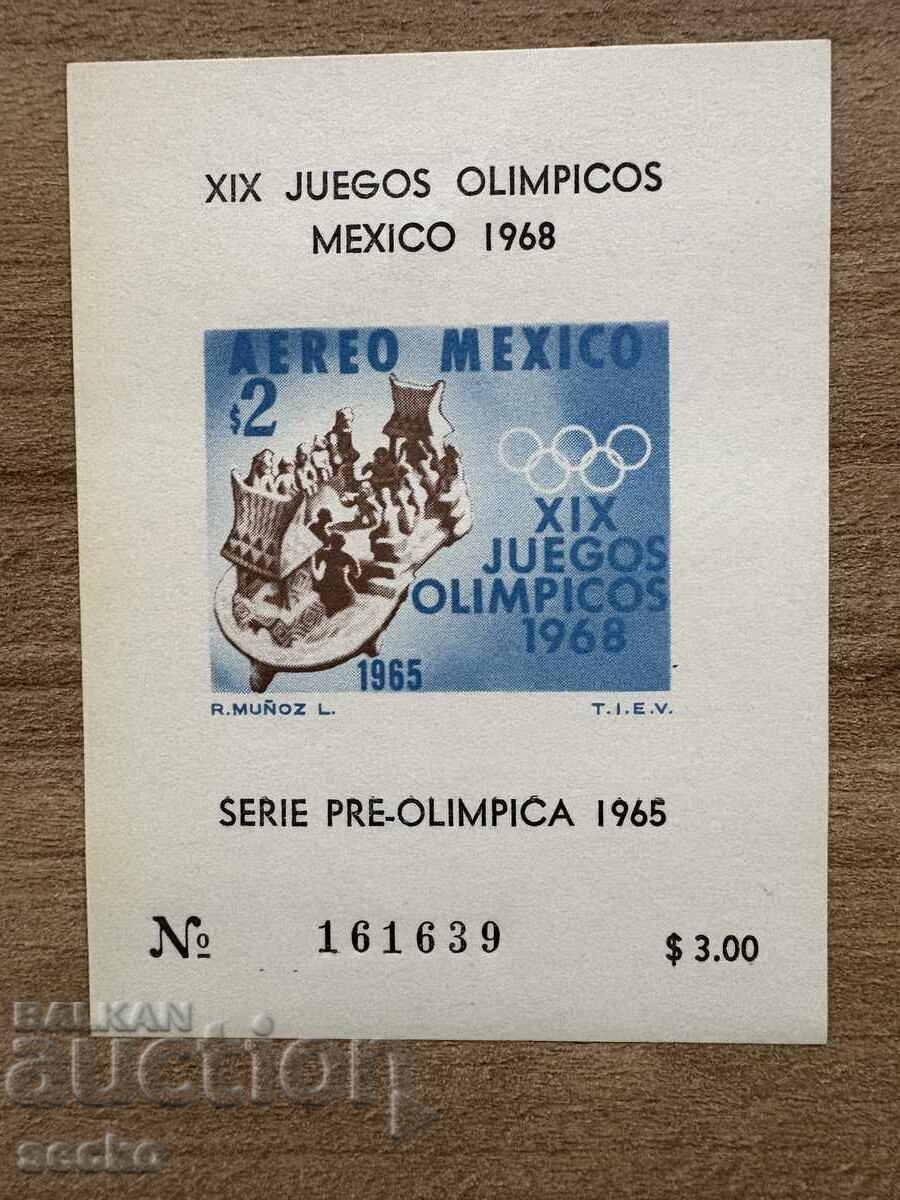 XIX JUEGOS OLIMPICOS
MEXICO 1968
AEREO MEXICO
$2
XIX
JUEGOS
OLIMPICOS
1968
1965
R.MUÑOZ L. T.I.E.V.
SERIE PRE-OLIMPICA 1965
No 161639 $ 3.00
BALKAN
auction
secko